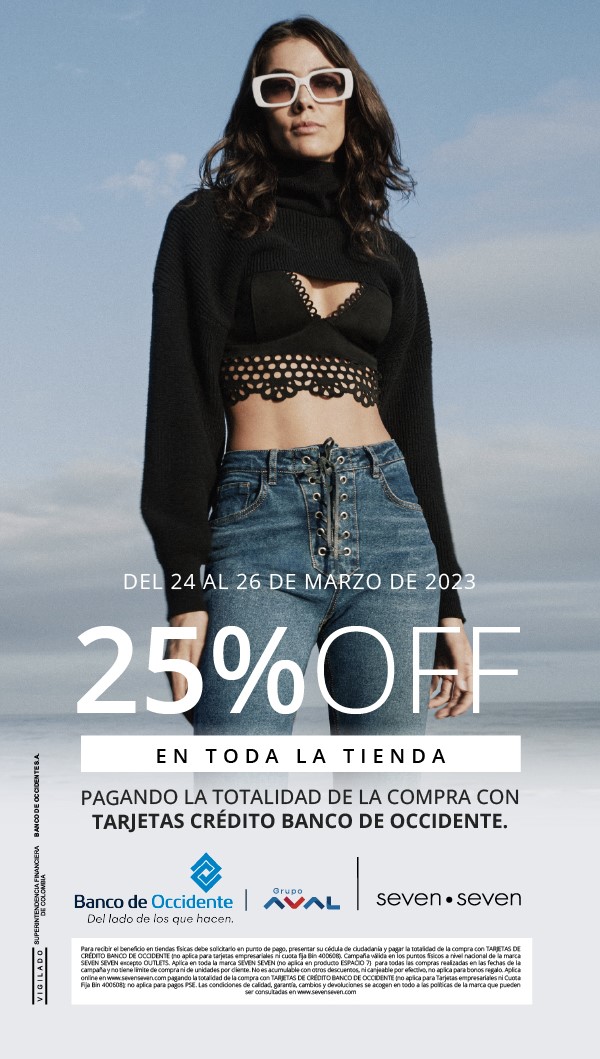 DEL 24 AL 26 DE MARZO DE 2023
25%OFF
EN TODA LA TIENDA
PAGANDO LA TOTALIDAD DE LA COMPRA CON
TARJETAS CRÉDITO BANCO DE OCCIDENTE.
Banco de Occidente
Del lado de los que hacen.
Grupo
AVAL
seven•seven
VIGILADO
SUPERINTENDENCIA FINANCIERA
DE COLOMBIA
BANCO DE OCCIDENTE S.A.
Para recibir el beneficio en tiendas físicas debe solicitarlo en punto de pago, presentar su cédula de ciudadanía y pagar la totalidad de la compra con TARJETAS DE
CRÉDITO BANCO DE OCCIDENTE (no aplica para tarjetas empresariales ni cuota fija Bin 400608). Campaña válida en los puntos físicos a nivel nacional de la marca
SEVEN SEVEN excepto OUTLETS. Aplica en toda la marca SEVEN SEVEN (no aplica en producto ESPACIO 7) para todas las compras realizadas en las fechas de la
campaña y no tiene límite de compra ni de unidades por cliente. No es acumulable con otros descuentos, ni canjeable por efectivo, no aplica para bonos regalo. Aplica
online en www.sevenseven.com pagando la totalidad de la compra con TARJETAS DE CRÉDITO BANCO DE OCCIDENTE (no aplica para Tarjetas empresariales ni Cuota
Fija Bin 400608); no aplica para pagos PSE. Las condiciones de calidad, garantía, cambios y devoluciones se acogen en todo a las políticas de la marca que pueden
ser consultadas en www.sevenseven.com